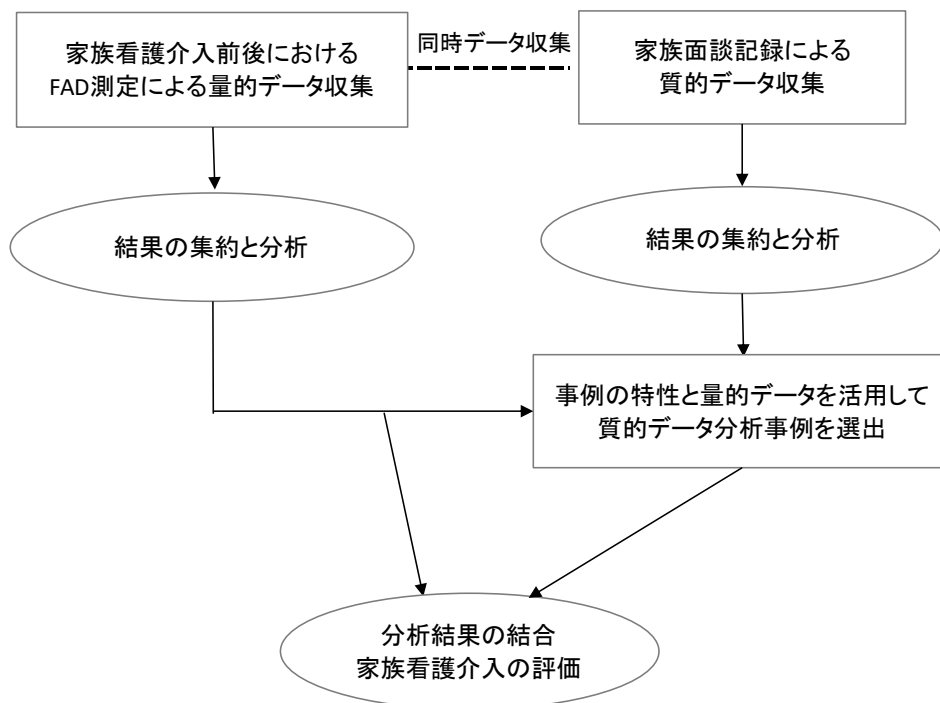 家族看護介入前後における
FAD測定による量的データ収集
同時データ収集
家族面談記録による
質的データ収集
結果の集約と分析
結果の集約と分析
事例の特性と量的データを活用して
質的データ分析事例を選出
分析結果の結合
家族看護介入の評価